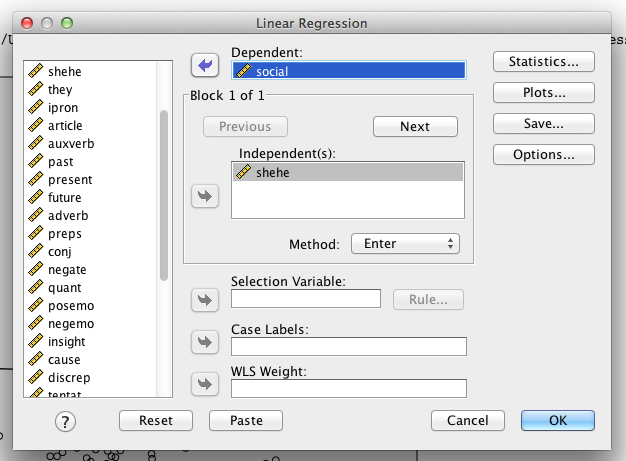 Linear Regression
/U
es
shehe
they
ipron
article
auxverb
past
present
future
adverb
preps
conj
negate
quant
posemo
negemo
insight
cause
discrep
tentat
Dependent:
social
Block 1 of 1
Previous
Next
Independent(s):
shehe
Method:
Enter
Selection Variable:
Rule...
Case Labels:
WLS Weight:
Statistics...
Plots...
Save...
Options...
?
Reset
Paste
Cancel
OK